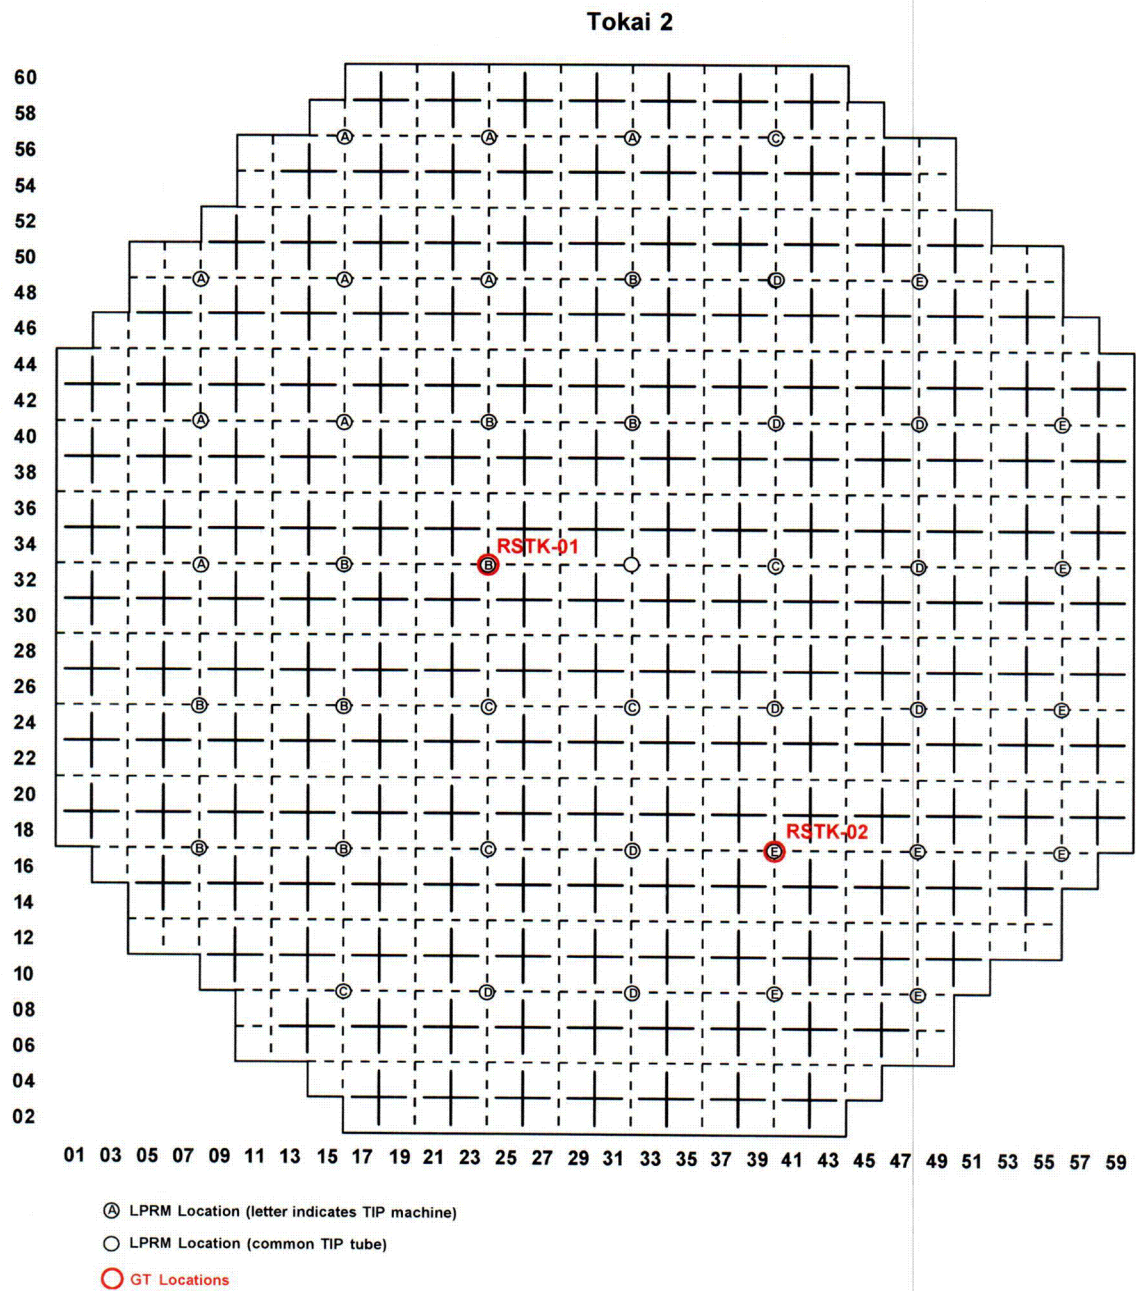 Tokai 2
60
58
56
A A A C
54
52
50
A A A B D E
48
46
44
42
A A B B D D E
40
38
36
34
RSTK-01
A B B C D E
32
30
28
26
B B C C D D E
24
22
20
18
RSTK-02
B B C D E E E
16
14
12
10
C D D E E
08
06
04
02
01 03 05 07 09 11 13 15 17 19 21 23 25 27 29 31 33 35 37 39 41 43 45 47 49 51 53 55 57 59
A LPRM Location (letter indicates TIP machine)
LPRM Location (common TIP tube)
GT Locations